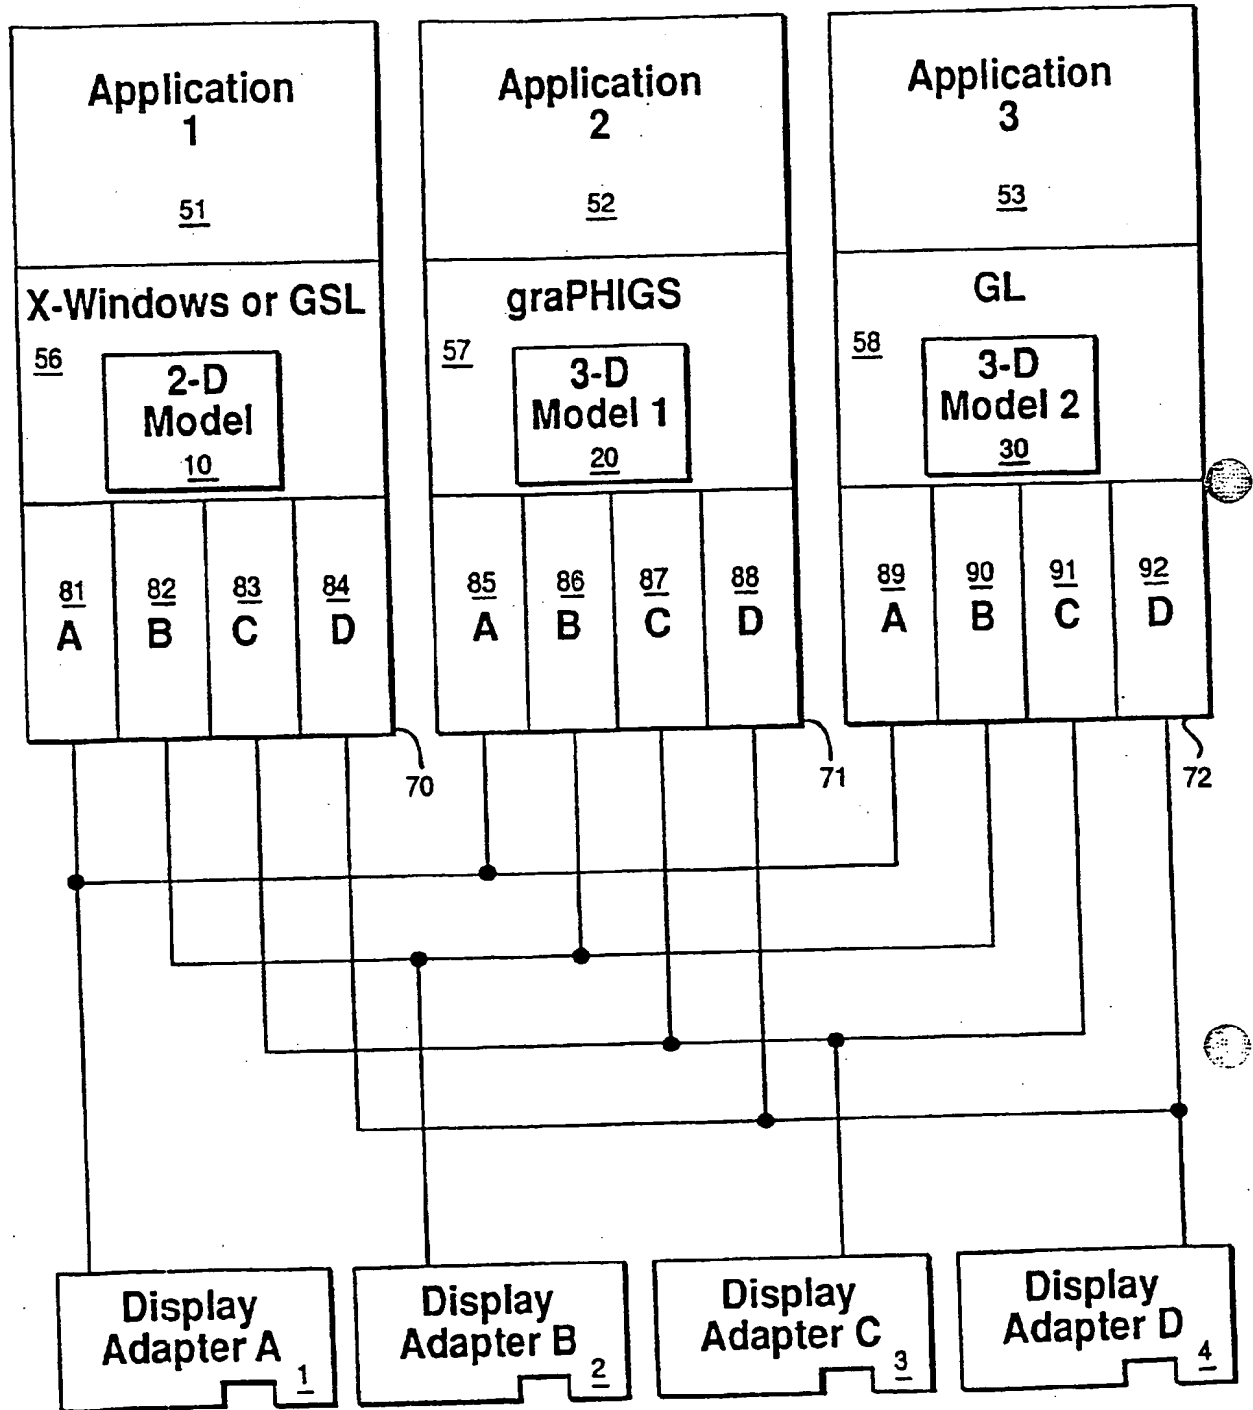 Application
1
51
X-Windows or GSL
56
2-D
Model
10
81
A
82
B
83
C
84
D
70
Application
2
52
graPHIGS
57
3-D
Model 1
20
85
A
86
B
87
C
88
D
71
Application
3
53
GL
58
3-D
Model 2
30
89
A
90
B
91
C
92
D
72
Display
Adapter A
1
Display
Adapter B
2
Display
Adapter C
3
Display
Adapter D
4